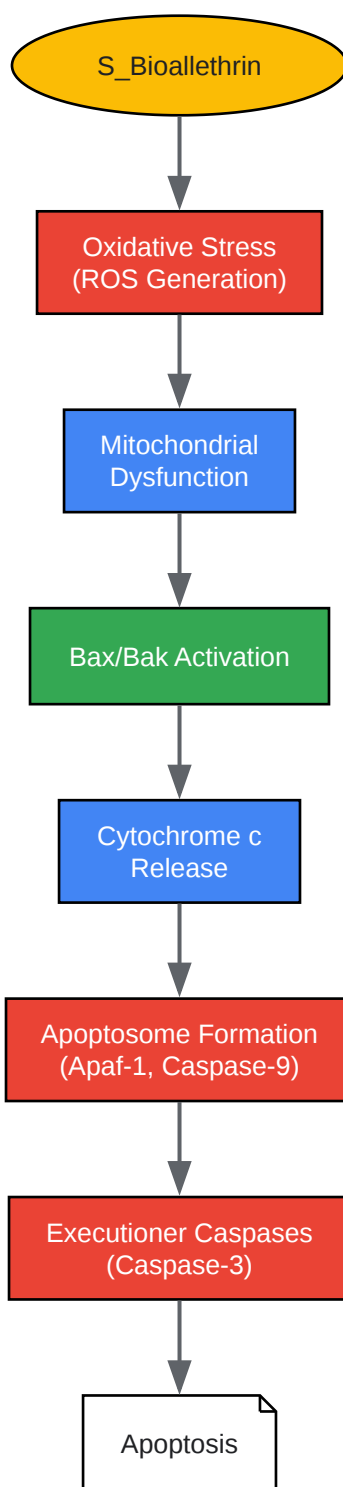 S_Bioallethrin
Oxidative Stress
(ROS Generation)
Mitochondrial
Dysfunction
Bax/Bak Activation
Cytochrome c
Release
Apoptosome Formation
(Apaf-1, Caspase-9)
Executioner Caspases
(Caspase-3)
Apoptosis